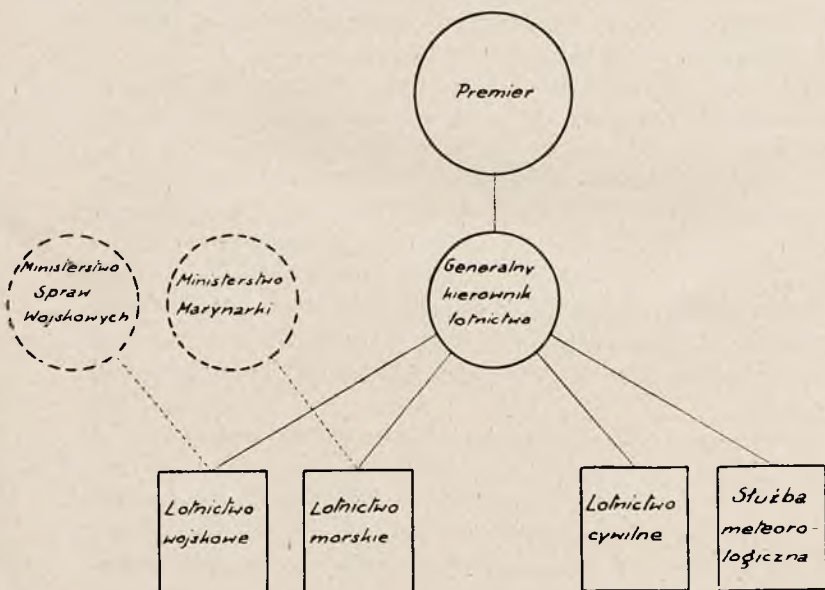 Premier
Ministerstwo
Spraw
Wojskowych
Ministerstwo
Marynarki
Generalny
kierownik
lotnictwa
Lotnictwo
wojskowe
Lotnictwo
morskie
Lotnictwo
cywilne
Służba
meteoro-
logiczna